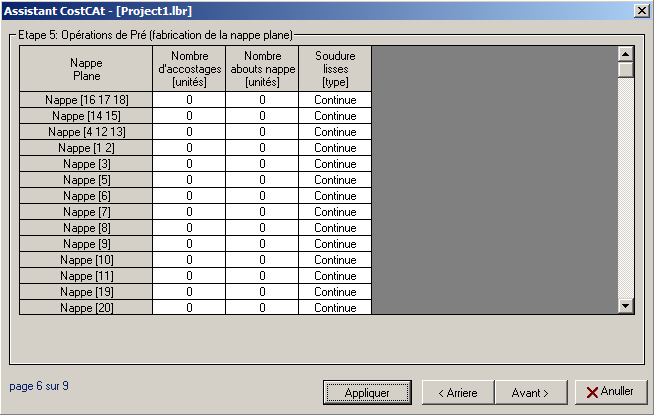 Assistant CostCAt - [Project1.lbr]
Etape 5: Opérations de Pré (fabrication de la nappe plane)
Nappe Plane	Nombre d'accostages [unités]	Nombre abouts nappe [unités]	Soudure lisses [type]
Nappe [16 17 18]	0	0	Continue
Nappe [14 15]	0	0	Continue
Nappe [4 12 13]	0	0	Continue
Nappe [1 2]	0	0	Continue
Nappe [3]	0	0	Continue
Nappe [5]	0	0	Continue
Nappe [6]	0	0	Continue
Nappe [7]	0	0	Continue
Nappe [8]	0	0	Continue
Nappe [9]	0	0	Continue
Nappe [10]	0	0	Continue
Nappe [11]	0	0	Continue
Nappe [19]	0	0	Continue
Nappe [20]	0	0	Continue
page 6 sur 9
Appliquer	< Arriere	Avant >	Anuller